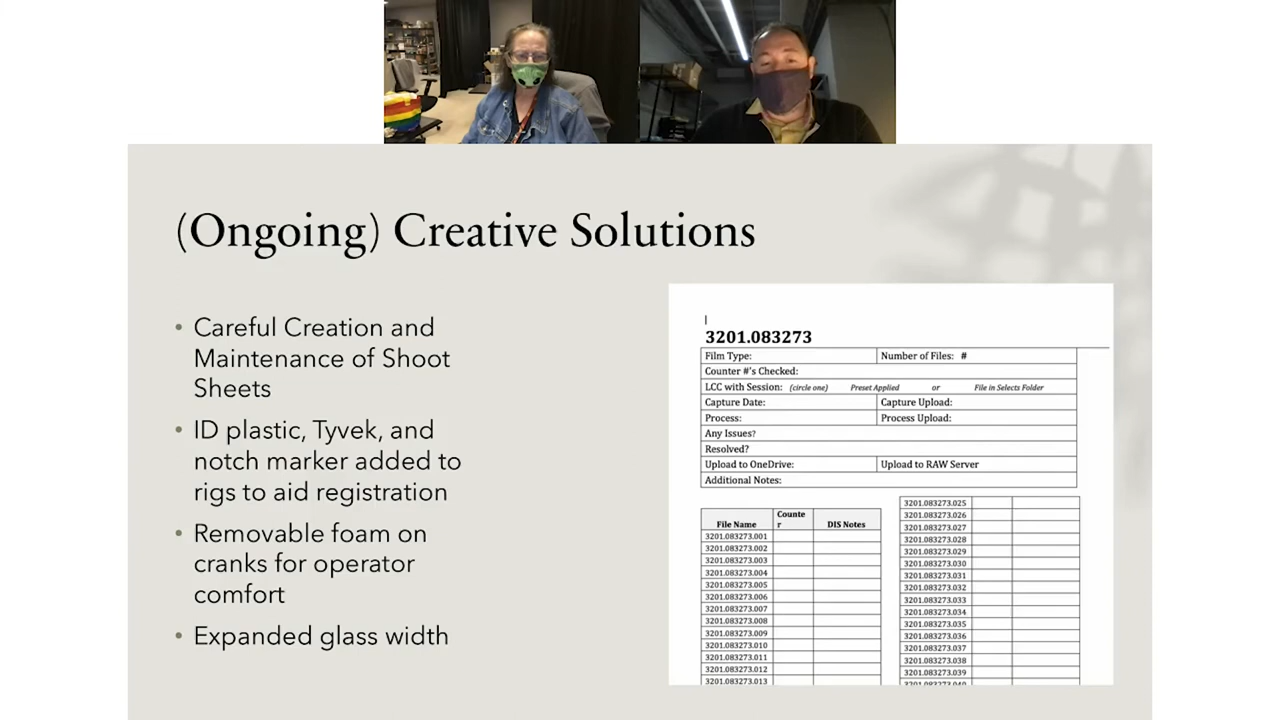 (Ongoing) Creative Solutions
• Careful Creation and
Maintenance of Shoot
Sheets
• ID plastic, Tyvek, and
notch marker added to
rigs to aid registration
• Removable foam on
cranks for operator
comfort
• Expanded glass width
3201.083273
Film Type: Number of Files: #
Counter #'s Checked:
LCC with Session: (circle one) Preset Applied or File in Selects Folder
Capture Date: Capture Upload:
Process: Process Upload:
Any Issues?
Resolved?
Upload to OneDrive: Upload to RAW Server
Additional Notes:
File Name Counte
r DIS Notes
3201.083273.001
3201.083273.002
3201.083273.003
3201.083273.004
3201.083273.005
3201.083273.006
3201.083273.007
3201.083273.008
3201.083273.009
3201.083273.010
3201.083273.011
3201.083273.012
3201.083273.013
3201.083273.025
3201.083273.026
3201.083273.027
3201.083273.028
3201.083273.029
3201.083273.030
3201.083273.031
3201.083273.032
3201.083273.033
3201.083273.034
3201.083273.035
3201.083273.036
3201.083273.037
3201.083273.038
3201.083273.039
3201.083273.040